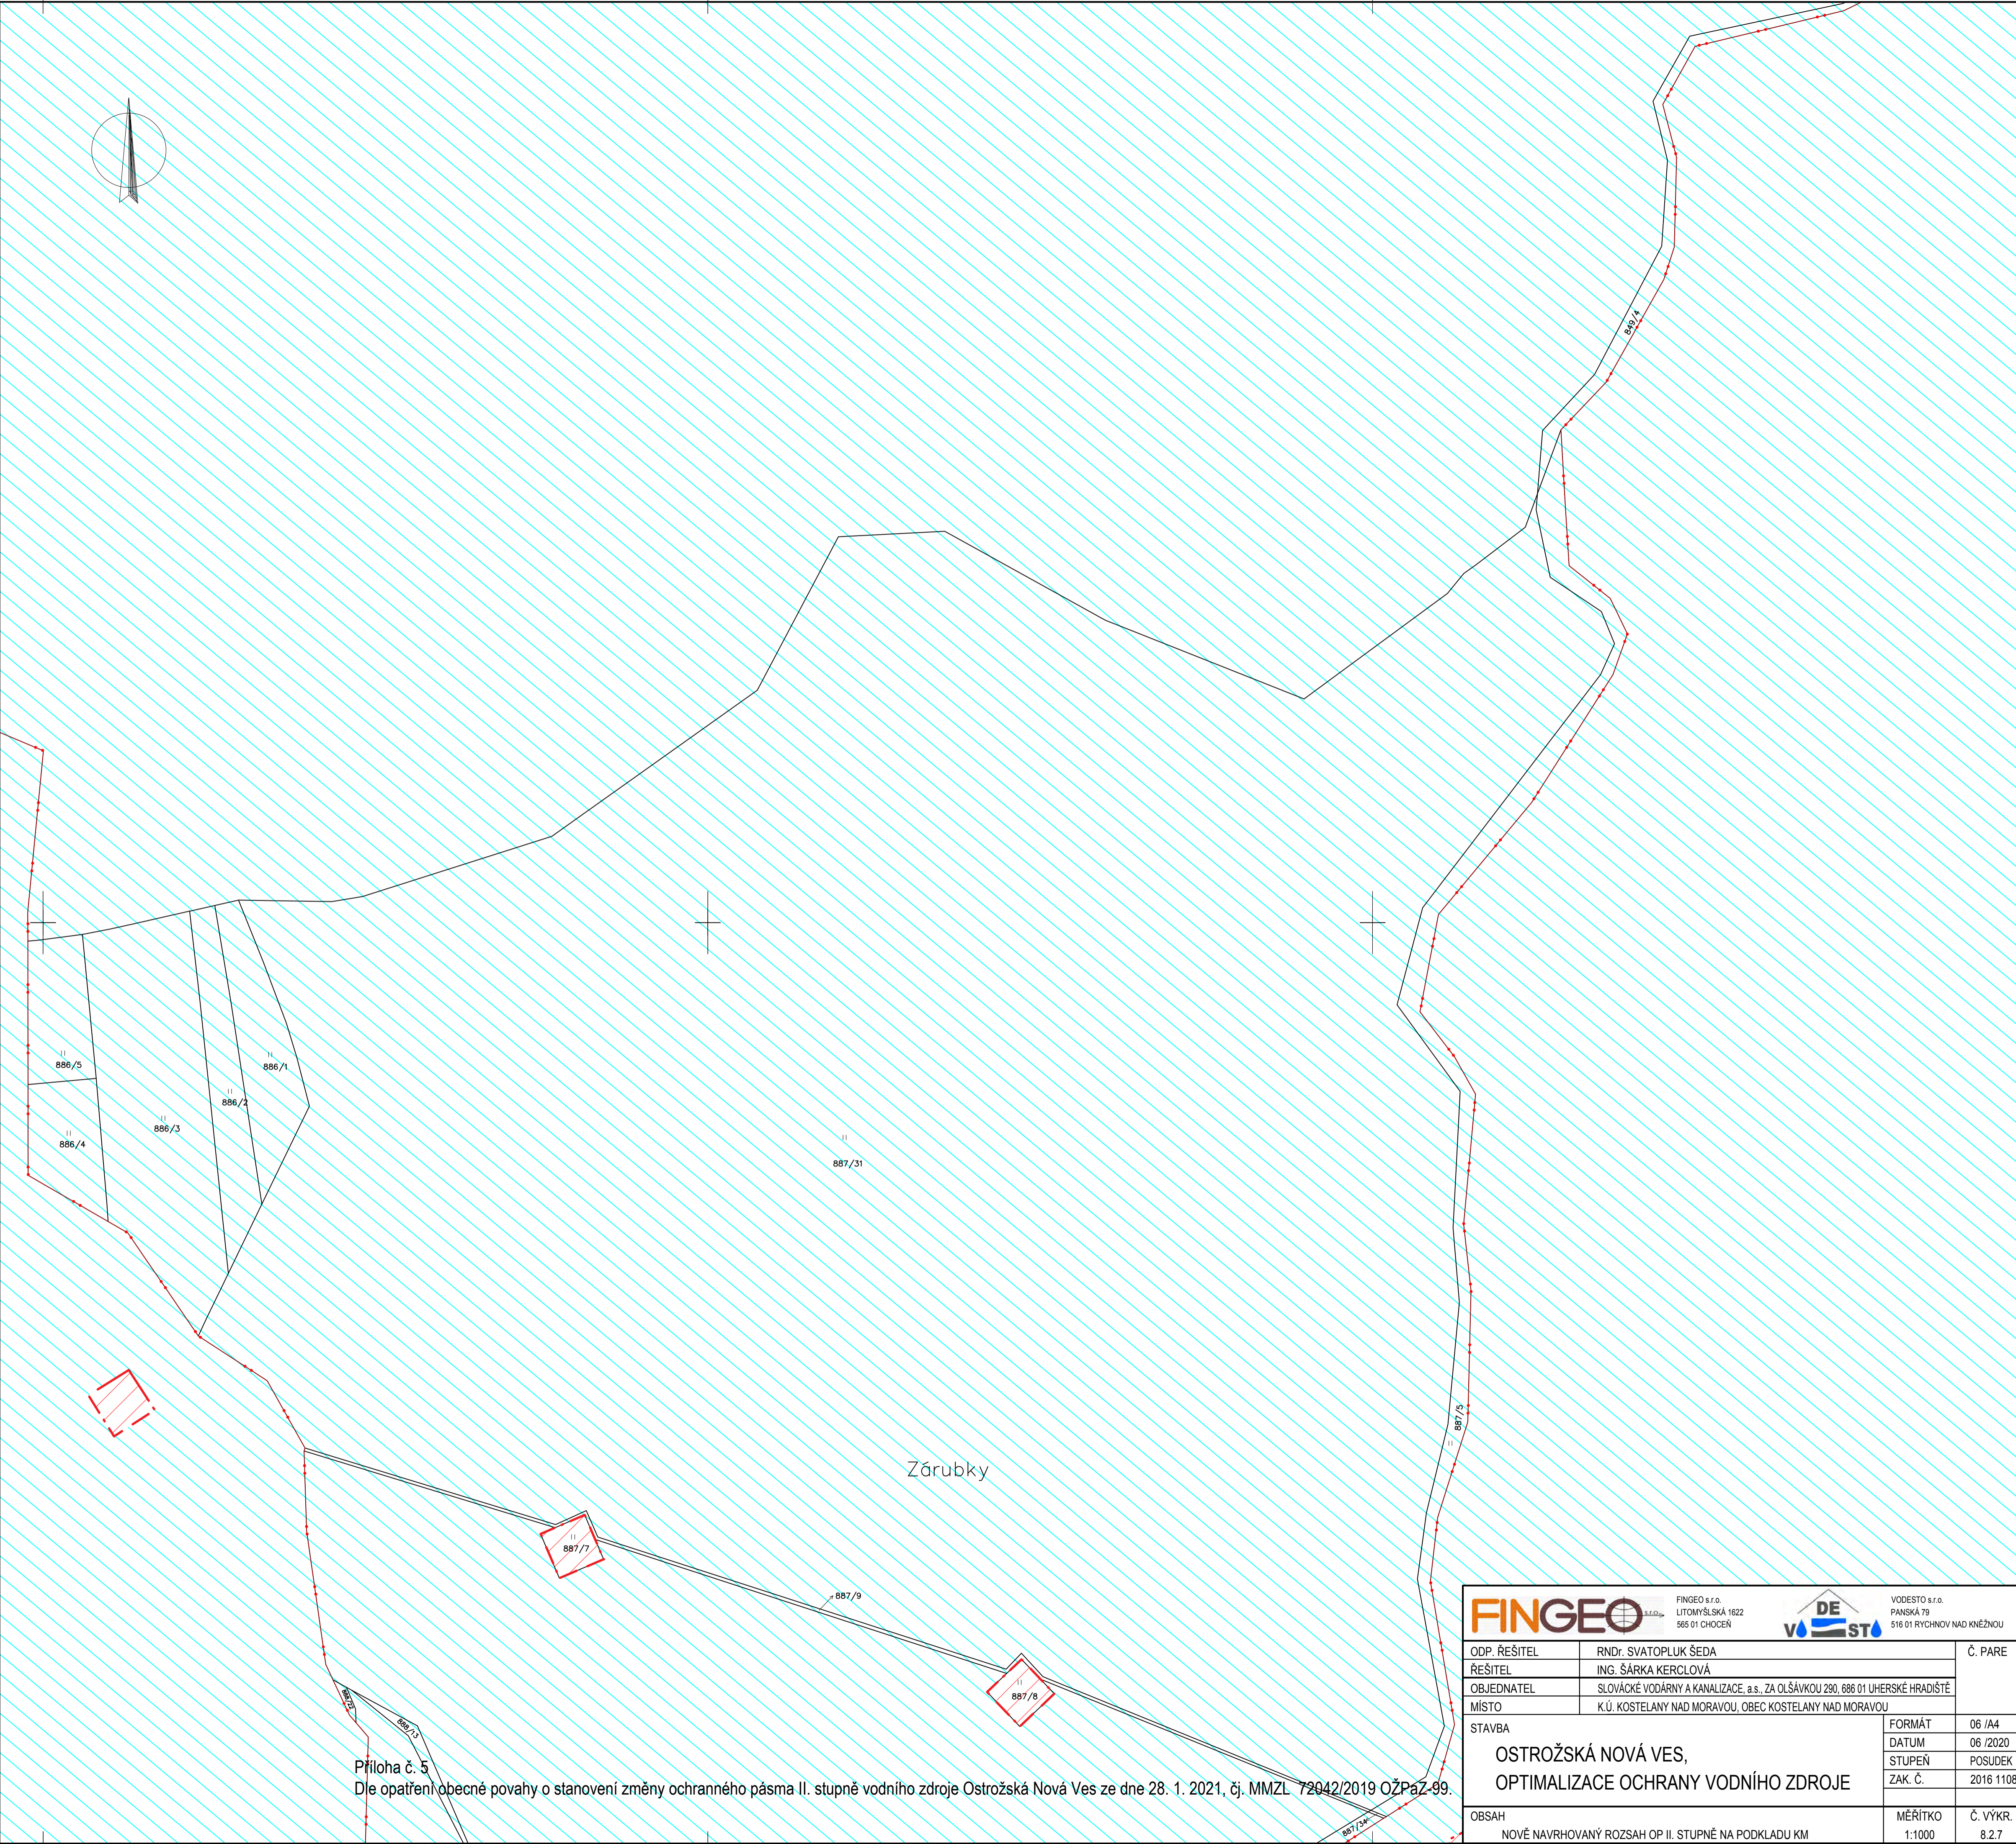 849/4
886/5
886/1
886/2
886/3
886/4
887/31
887/5
Zárubky
887/7
887/9
887/8
888/13
887/34
Příloha č. 5
Dle opatření obecné povahy o stanovení změny ochranného pásma II. stupně vodního zdroje Ostrožská Nová Ves ze dne 28. 1. 2021, čj. MMZL 72042/2019 OŽPaZ-99.
FINGEO s.r.o.
FINGEO s.r.o.
LITOMYŠLSKÁ 1622
565 01 CHOCEŇ
VODESTO
VODESTO s.r.o.
PANSKÁ 79
516 01 RYCHNOV NAD KNĚŽNOU
ODP. ŘEŠITEL RNDr. SVATOPLUK ŠEDA Č. PARE
ŘEŠITEL ING. ŠÁRKA KERCLOVÁ
OBJEDNATEL SLOVÁCKÉ VODÁRNY A KANALIZACE, a.s., ZA OLŠÁVKOU 290, 686 01 UHERSKÉ HRADIŠTĚ
MÍSTO K.Ú. KOSTELANY NAD MORAVOU, OBEC KOSTELANY NAD MORAVOU
STAVBA
OSTROŽSKÁ NOVÁ VES,
OPTIMALIZACE OCHRANY VODNÍHO ZDROJE
FORMÁT 06 /A4
DATUM 06 /2020
STUPEŇ POSUDEK
ZAK. Č. 2016 1108
OBSAH
NOVĚ NAVRHOVANÝ ROZSAH OP II. STUPNĚ NA PODKLADU KM
MĚŘÍTKO Č. VÝKR.
1:1000 8.2.7